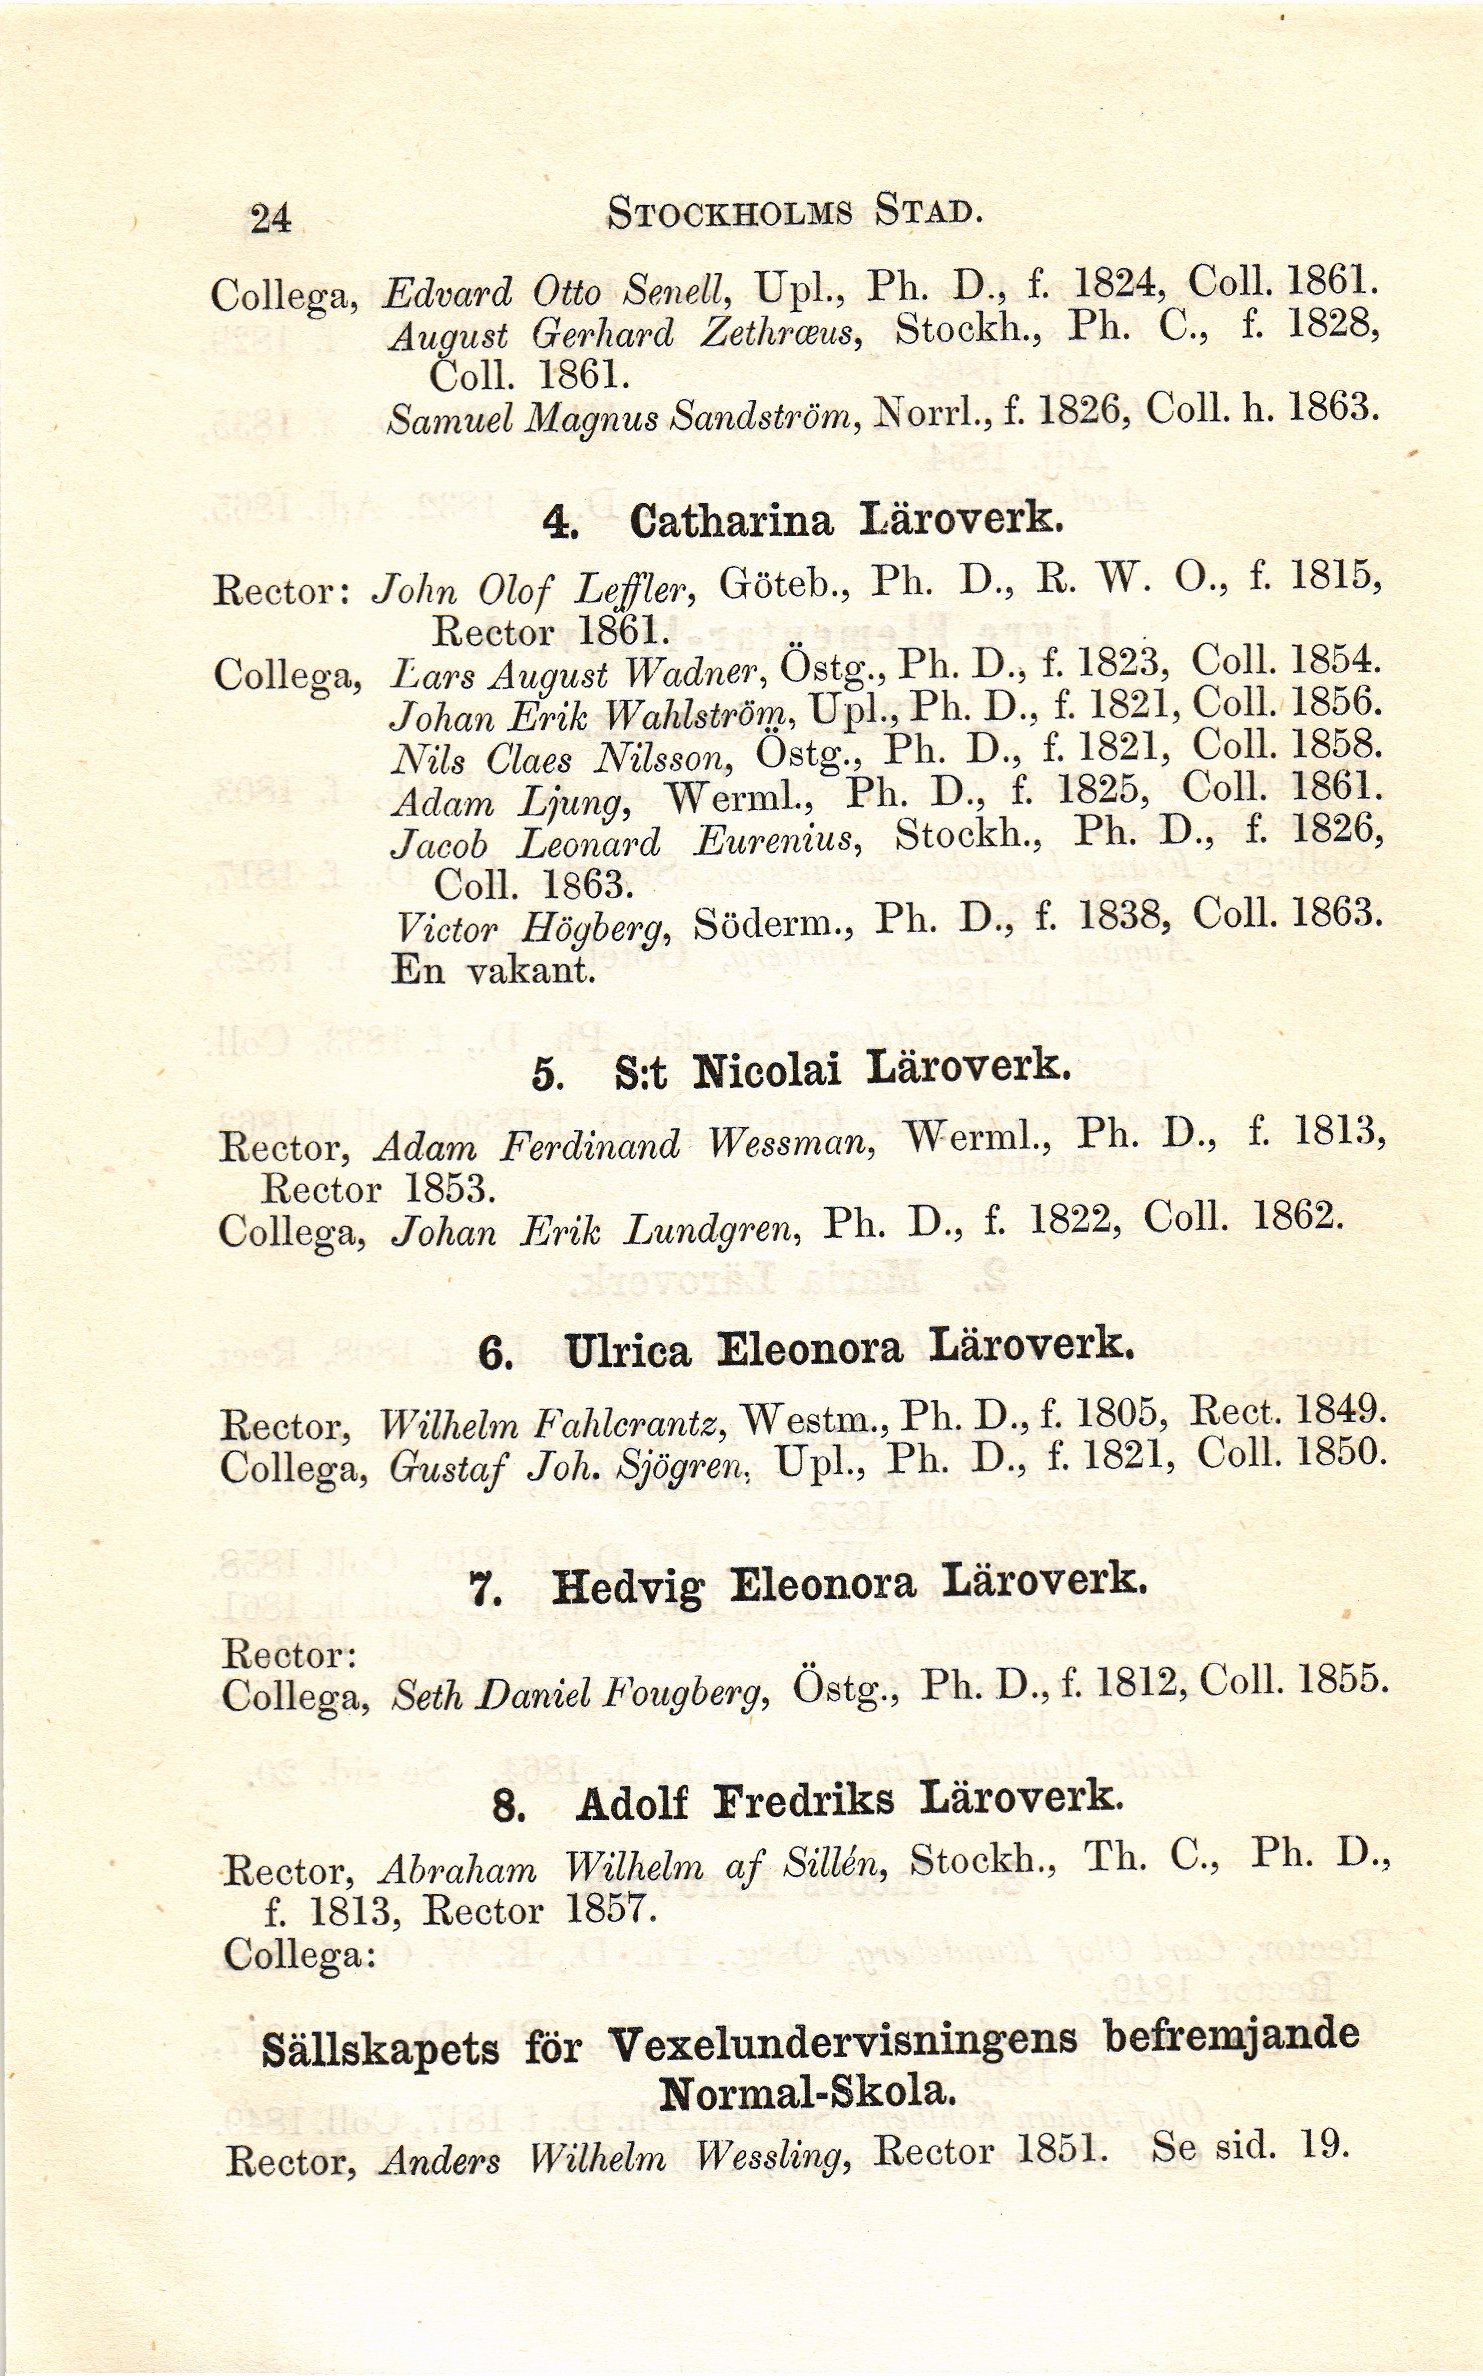 24 STOCKHOLMS STAD.
Collega, Edvard Otto Senell, Upl., Ph. D., f. 1824, Coll. 1861.
August Gerhard Zethræus, Stockh., Ph. C., f. 1828,
Coll. 1861.
Samuel Magnus Sandström, Norrl., f. 1826, Coll. h. 1863.
4. Catharina Läroverk.
Rector: John Olof Leffler, Göteb., Ph. D., R. W. O., f. 1815,
Rector 1861.
Collega, Lars August Wadner, Östg., Ph. D., f. 1823, Coll. 1854.
Johan Erik Wahlström, Upl., Ph. D., f. 1821, Coll. 1856.
Nils Claes Nilsson, Östg., Ph. D., f. 1821, Coll. 1858.
Adam Ljung, Werml., Ph. D., f. 1825, Coll. 1861.
Jacob Leonard Eurenius, Stockh., Ph. D., f. 1826,
Coll. 1863.
Victor Högberg, Söderm., Ph. D., f. 1838, Coll. 1863.
En vakant.
5. S:t Nicolai Läroverk.
Rector, Adam Ferdinand Wessman, Werml., Ph. D., f. 1813,
Rector 1853.
Collega, Johan Erik Lundgren, Ph. D., f. 1822, Coll. 1862.
6. Ulrica Eleonora Läroverk.
Rector, Wilhelm Fahlcrantz, Westm., Ph. D., f. 1805, Rect. 1849.
Collega, Gustaf Joh. Sjögren, Upl., Ph. D., f. 1821, Coll. 1850.
7. Hedvig Eleonora Läroverk.
Rector:
Collega, Seth Daniel Fougberg, Östg., Ph. D., f. 1812, Coll. 1855.
8. Adolf Fredriks Läroverk.
Rector, Abraham Wilhelm af Sillén, Stockh., Th. C., Ph. D.,
f. 1813, Rector 1857.
Collega:
Sällskapets för Vexelundervisningens befremjande
Normal-Skola.
Rector, Anders Wilhelm Wessling, Rector 1851. Se sid. 19.